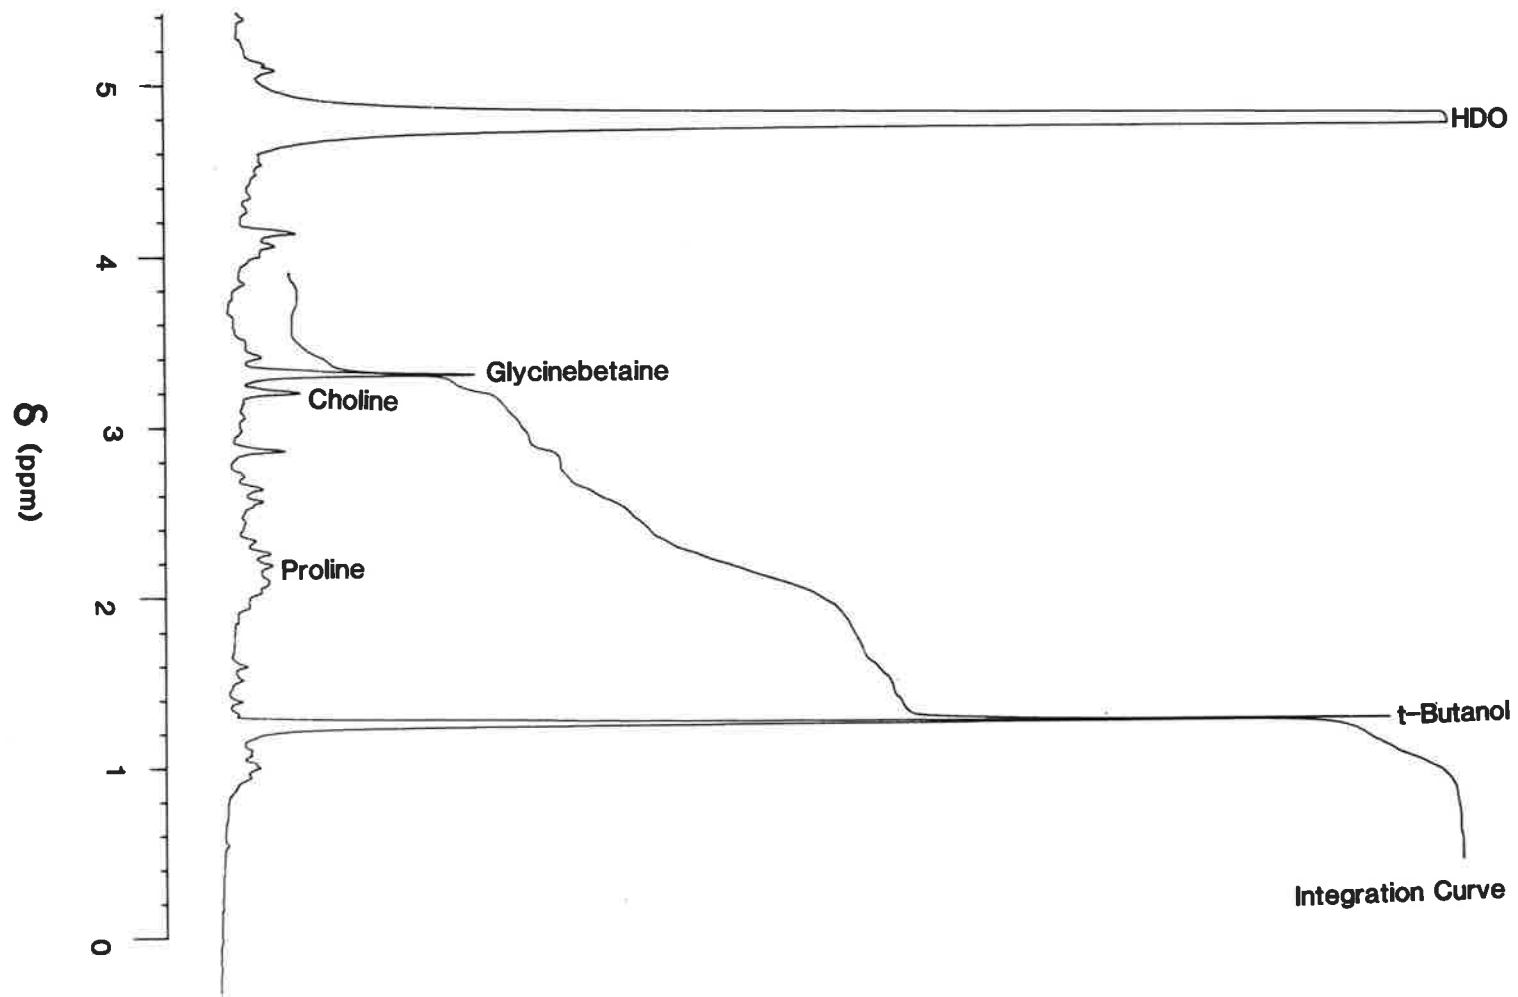 5
HDO
4
Glycinebetaine
Choline
3
δ (ppm)
Proline
2
t-Butanol
1
Integration Curve
0